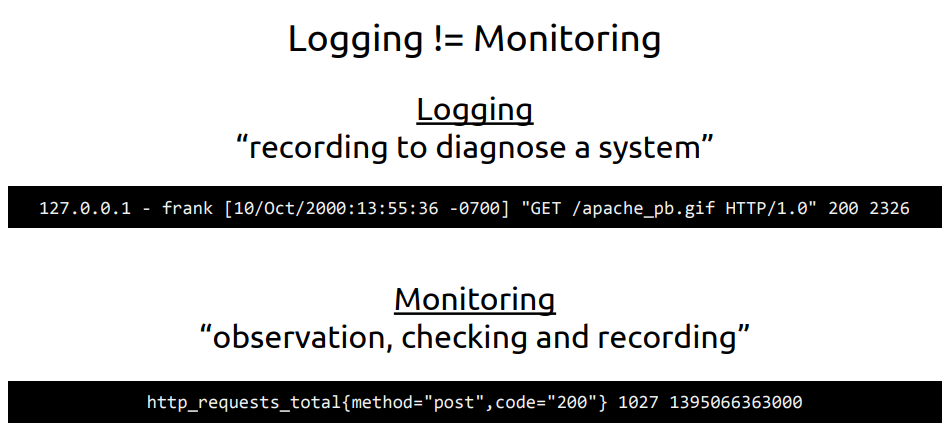 Logging != Monitoring
Logging
“recording to diagnose a system”
127.0.0.1 - frank [10/Oct/2000:13:55:36 -0700] "GET /apache_pb.gif HTTP/1.0" 200 2326
Monitoring
“observation, checking and recording”
http_requests_total{method="post",code="200"} 1027 1395066363000